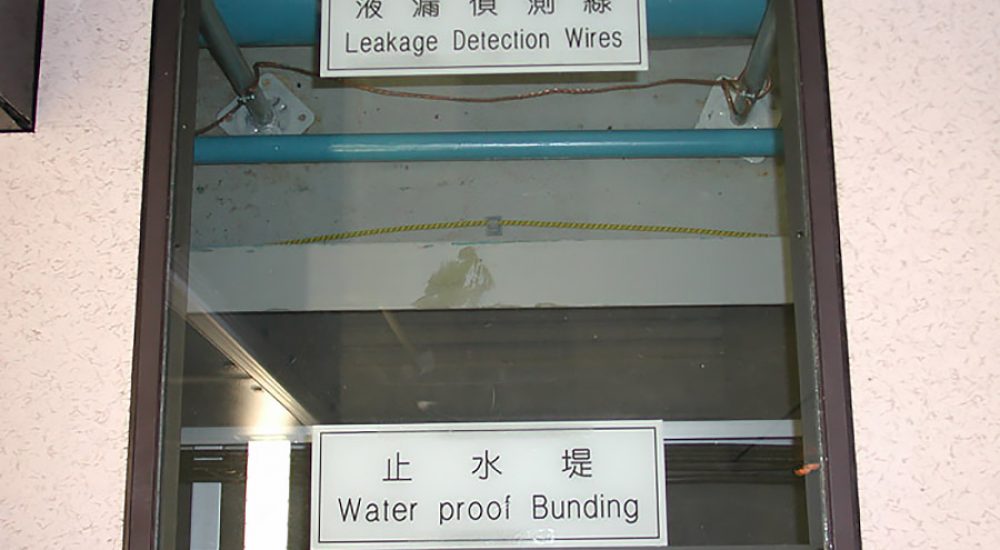 液漏偵測線
Leakage Detection Wires
止水堤
Water proof Bunding